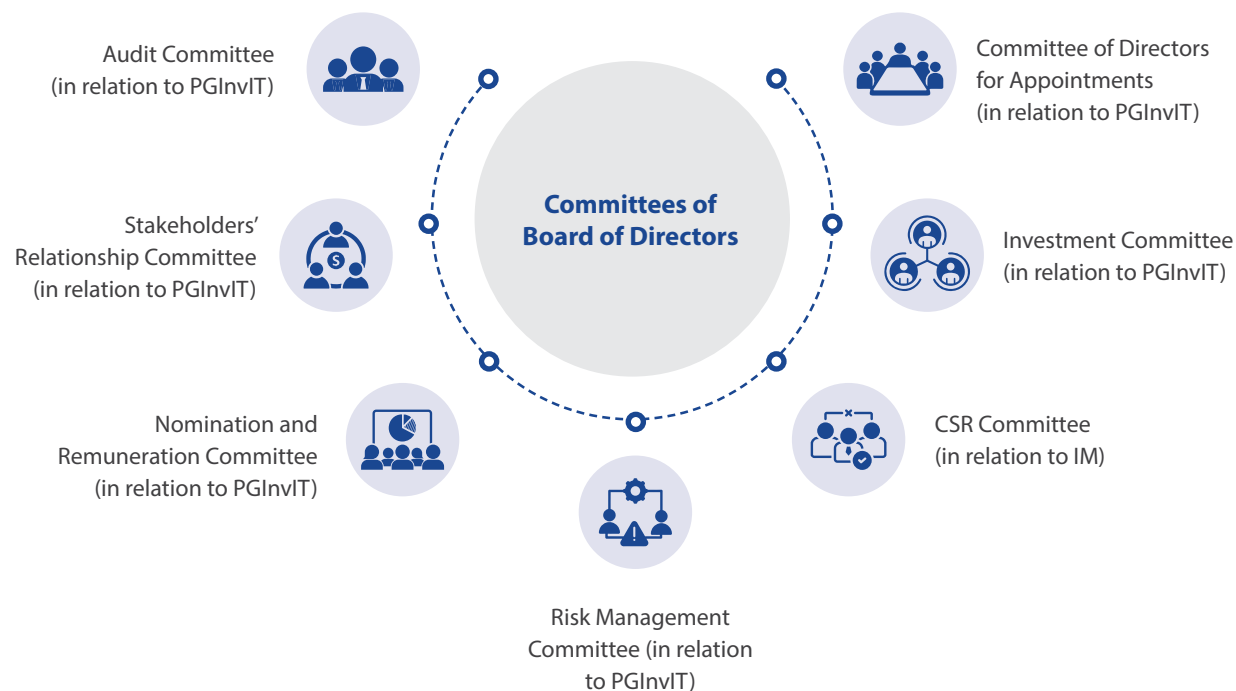 Committees of
Board of Directors
Audit Committee
(in relation to PGInvIT)
Stakeholders’
Relationship Committee
(in relation to PGInvIT)
Nomination and
Remuneration Committee
(in relation to PGInvIT)
Risk Management
Committee (in relation
to PGInvIT)
CSR Committee
(in relation to IM)
Investment Committee
(in relation to PGInvIT)
Committee of Directors
for Appointments
(in relation to PGInvIT)
$